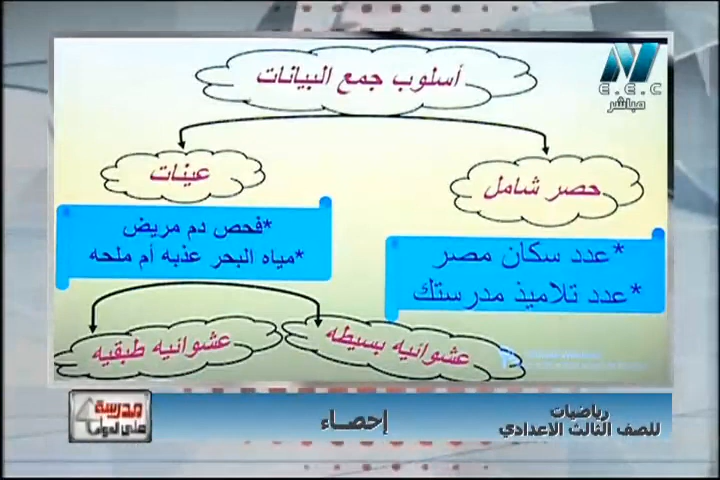 أسلوب جمع البيانات
E.E.C
مباشر
حصر شامل
عينات
*عدد سكان مصر
*عدد تلاميذ مدرستك
*فحص دم مريض
*مياه البحر عذبه أم ملحه
عشوائيه بسيطه
عشوائيه طبقيه
رياضيات
للصف الثالث الاعدادي
إحصاء
مدرسة
على الهواء